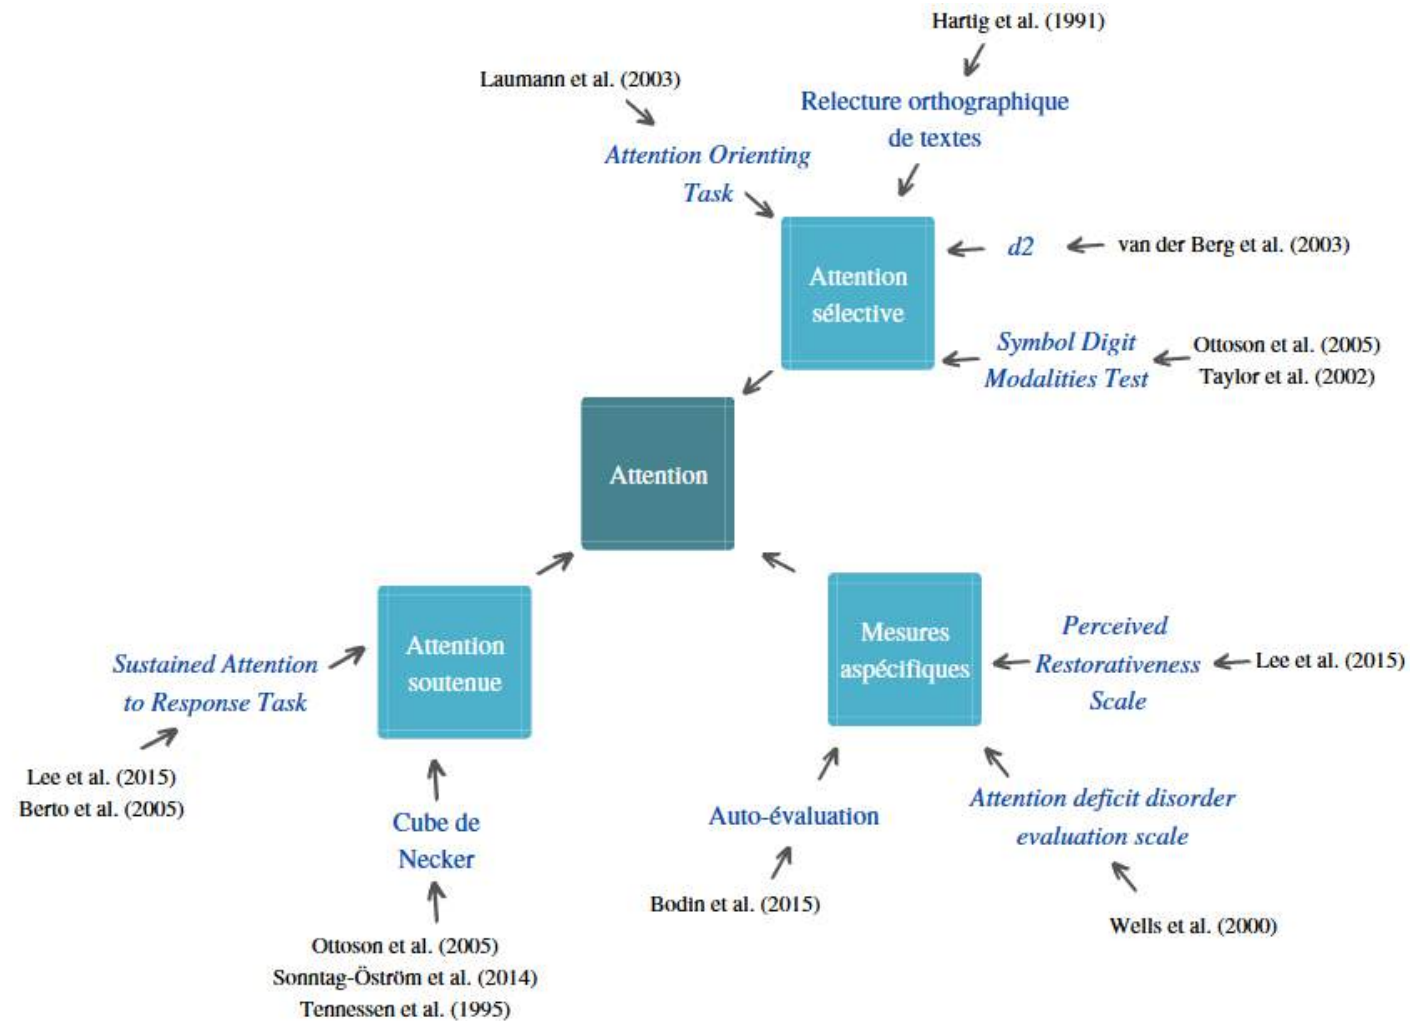 Hartig et al. (1991)
Laumann et al. (2003)
Relecture orthographique
de textes
Attention Orienting
Task
Attention
sélective
d2
van der Berg et al. (2003)
Symbol Digit
Modalities Test
Ottoson et al. (2005)
Taylor et al. (2002)
Attention
Attention
soutenue
Sustained Attention
to Response Task
Lee et al. (2015)
Berto et al. (2005)
Cube de
Necker
Ottoson et al. (2005)
Sonntag-Öström et al. (2014)
Tennessen et al. (1995)
Mesures
aspécifiques
Perceived
Restorativeness
Scale
Lee et al. (2015)
Auto-évaluation
Bodin et al. (2015)
Attention deficit disorder
evaluation scale
Wells et al. (2000)